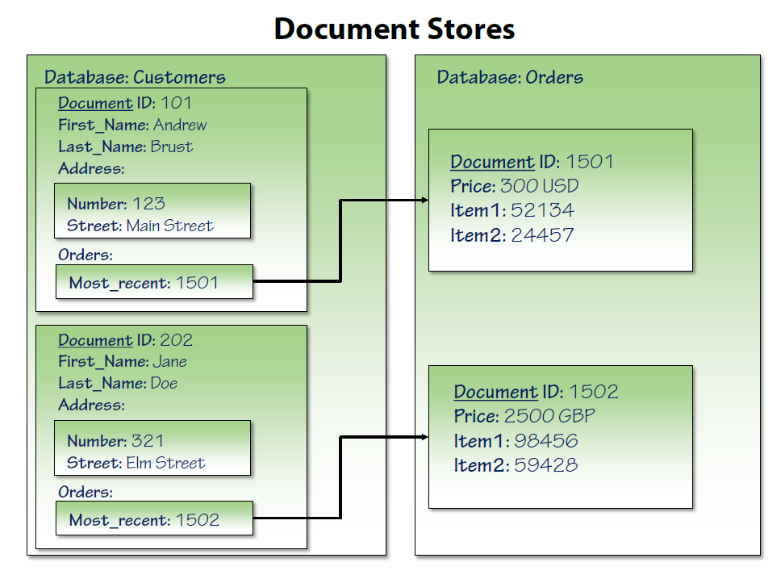 Document Stores
Database: Customers
Document ID: 101
First_Name: Andrew
Last_Name: Brust
Address:
Number: 123
Street: Main Street
Orders:
Most_recent: 1501
Document ID: 202
First_Name: Jane
Last_Name: Doe
Address:
Number: 321
Street: Elm Street
Orders:
Most_recent: 1502
Database: Orders
Document ID: 1501
Price: 300 USD
Item1: 52134
Item2: 24457
Document ID: 1502
Price: 2500 GBP
Item1: 98456
Item2: 59428